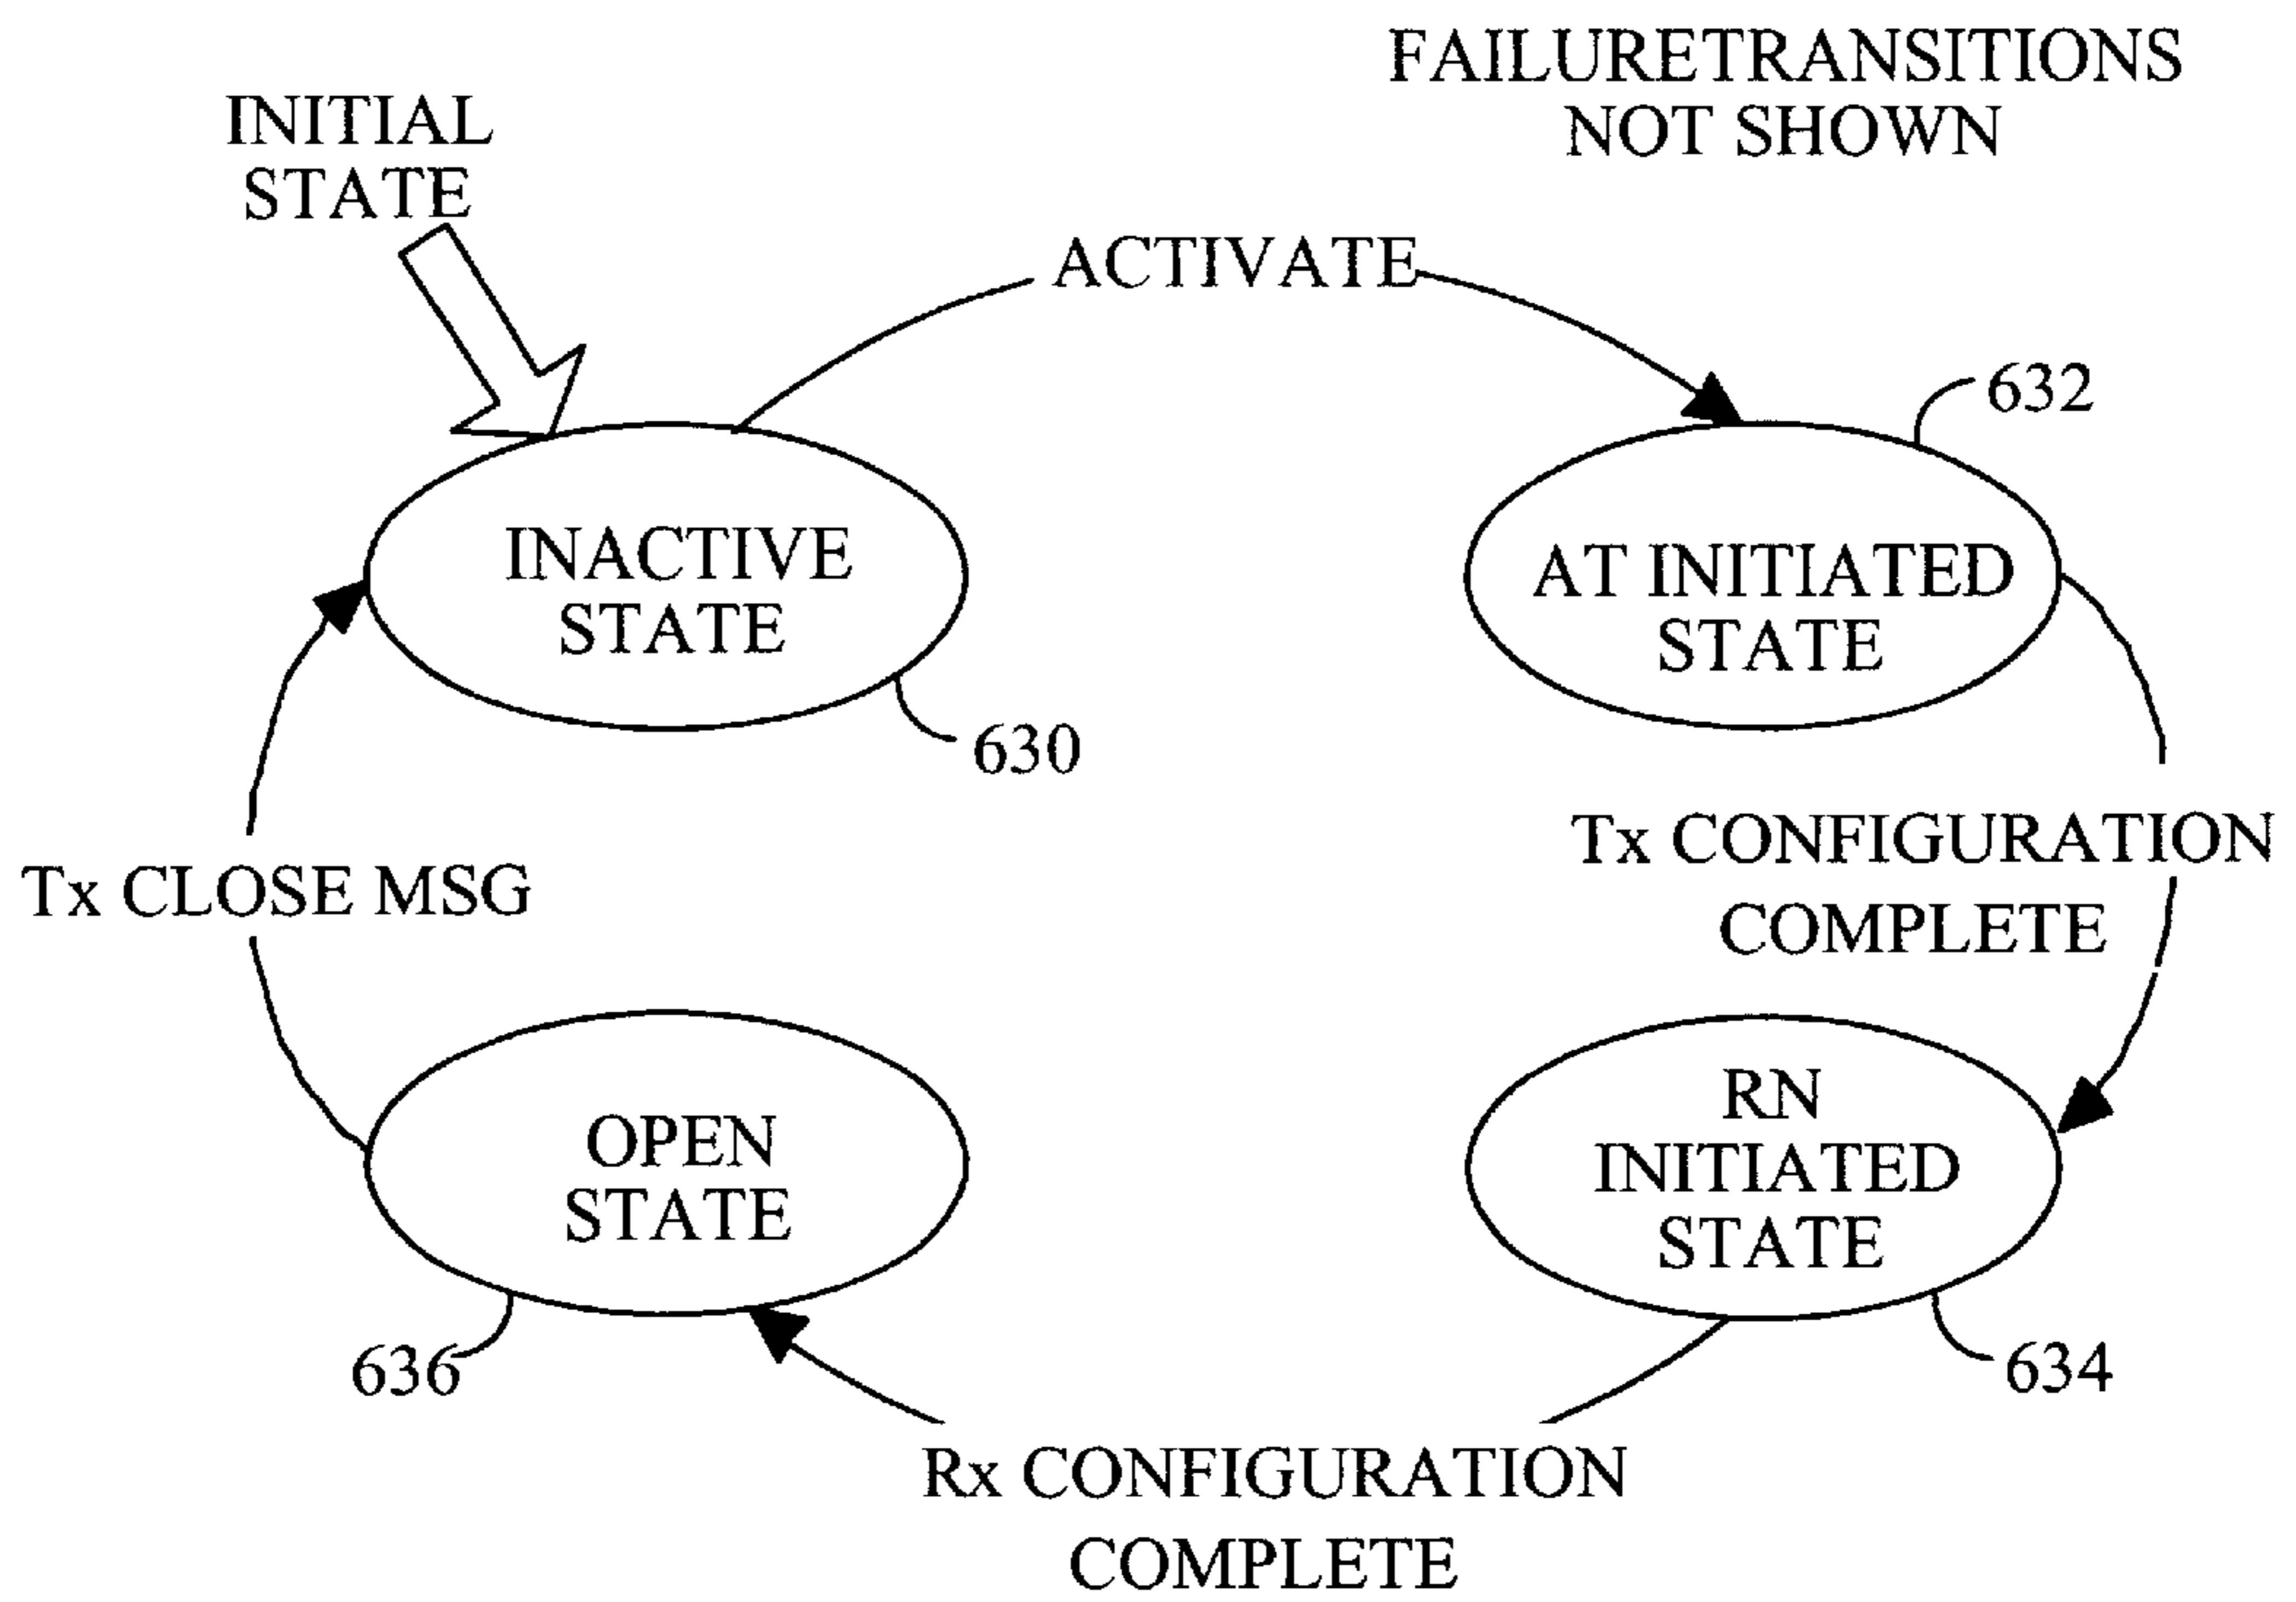 FAILURETRANSITIONS
NOT SHOWN
INITIAL
STATE
ACTIVATE
632
INACTIVE
STATE
AT INITIATED
STATE
630
Tx CONFIGURATION
COMPLETE
Tx CLOSE MSG
RN
INITIATED
STATE
OPEN
STATE
636
634
Rx CONFIGURATION
COMPLETE